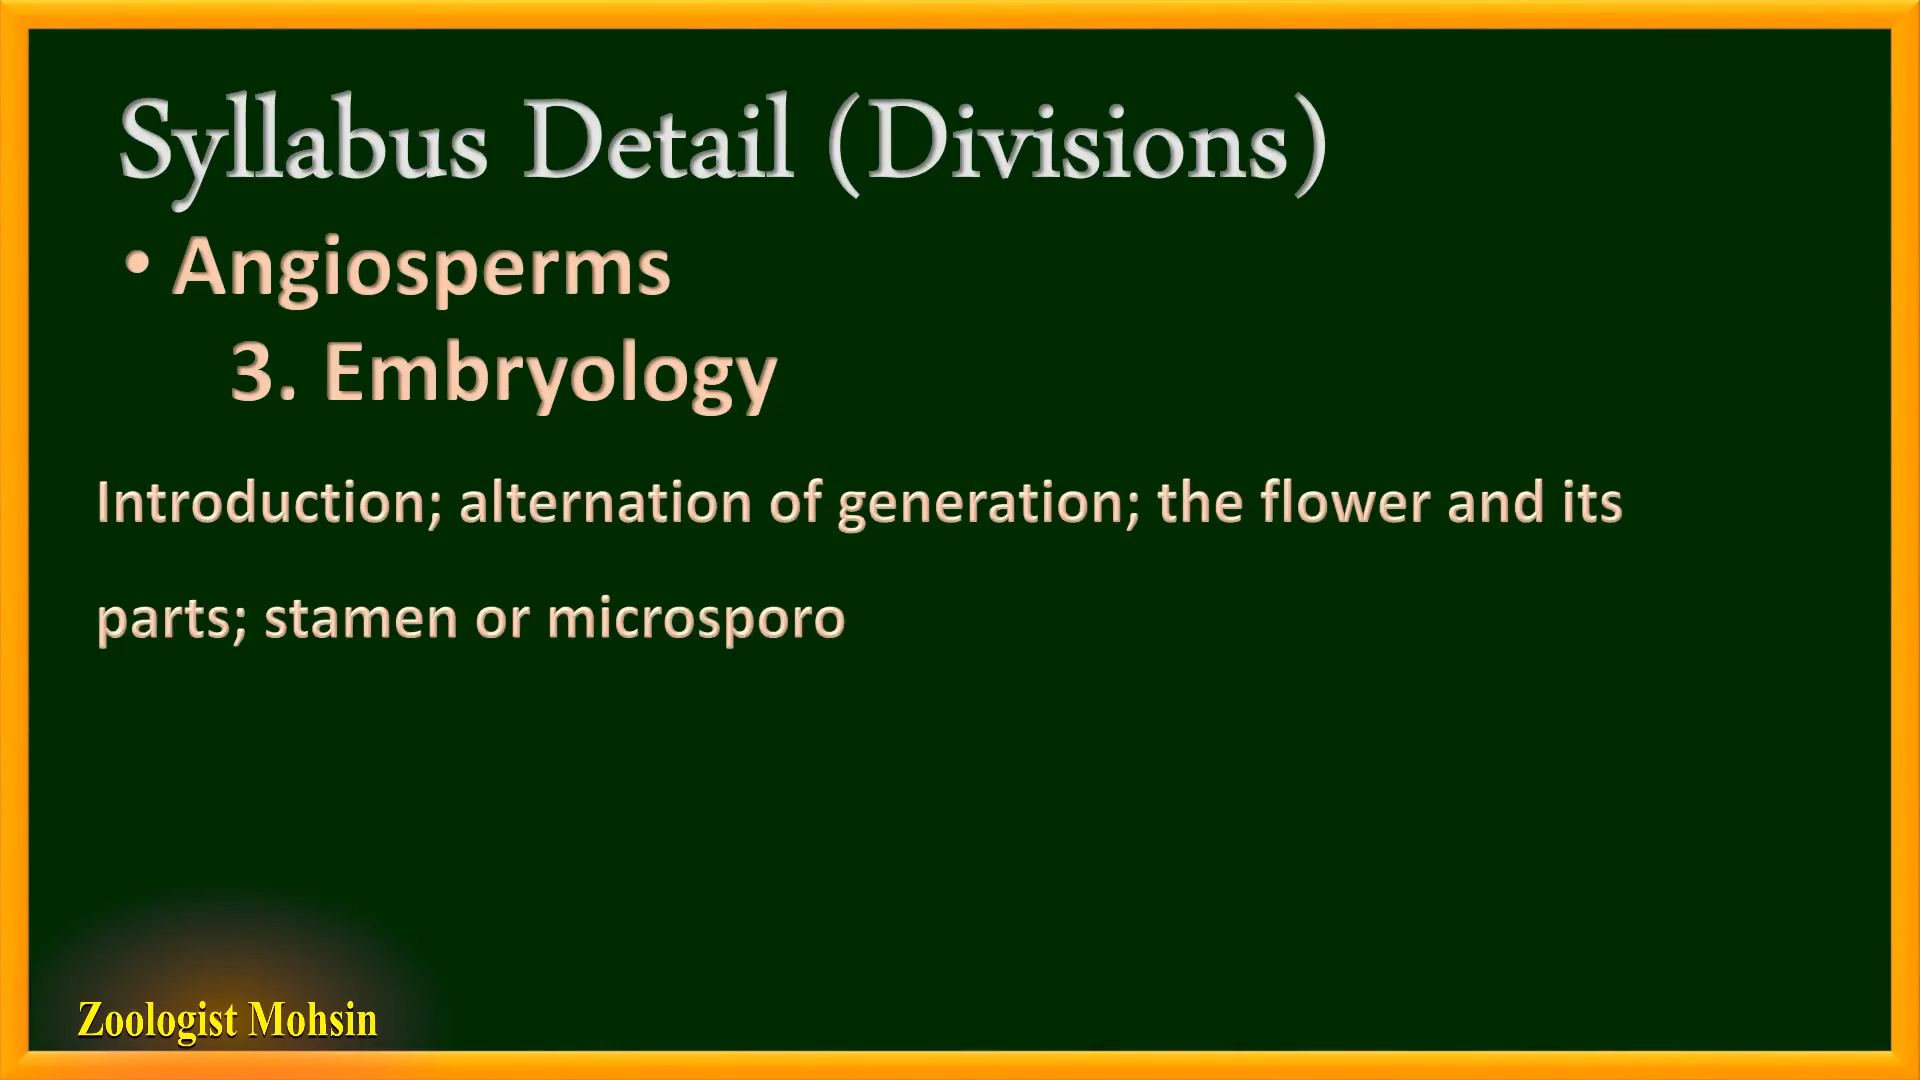 Syllabus Detail (Divisions)
• Angiosperms
3. Embryology
Introduction; alternation of generation; the flower and its
parts; stamen or microsporo
Zoologist Mohsin